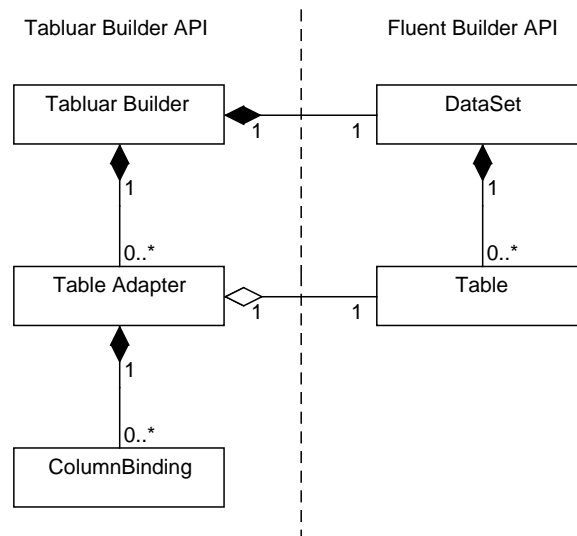 Tabluar Builder API
Fluent Builder API
Tabluar Builder
DataSet
1
1
1
1
0..*
0..*
Table Adapter
Table
1
1
1
0..*
ColumnBinding